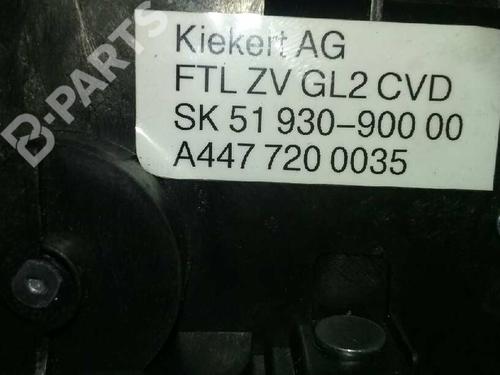 Kiekert AG
FTL ZV GL2 CVD
SK 51 930-900 00
A447 720 0035
B-PARTS